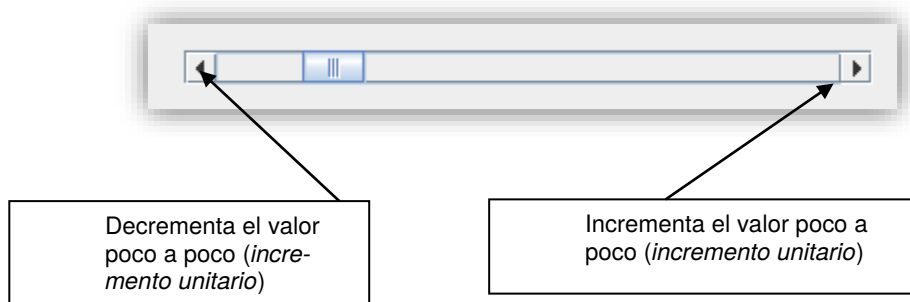 Decrementa el valor
poco a poco (incre-
mento unitario)
Incrementa el valor poco a
poco (incremento unitario)